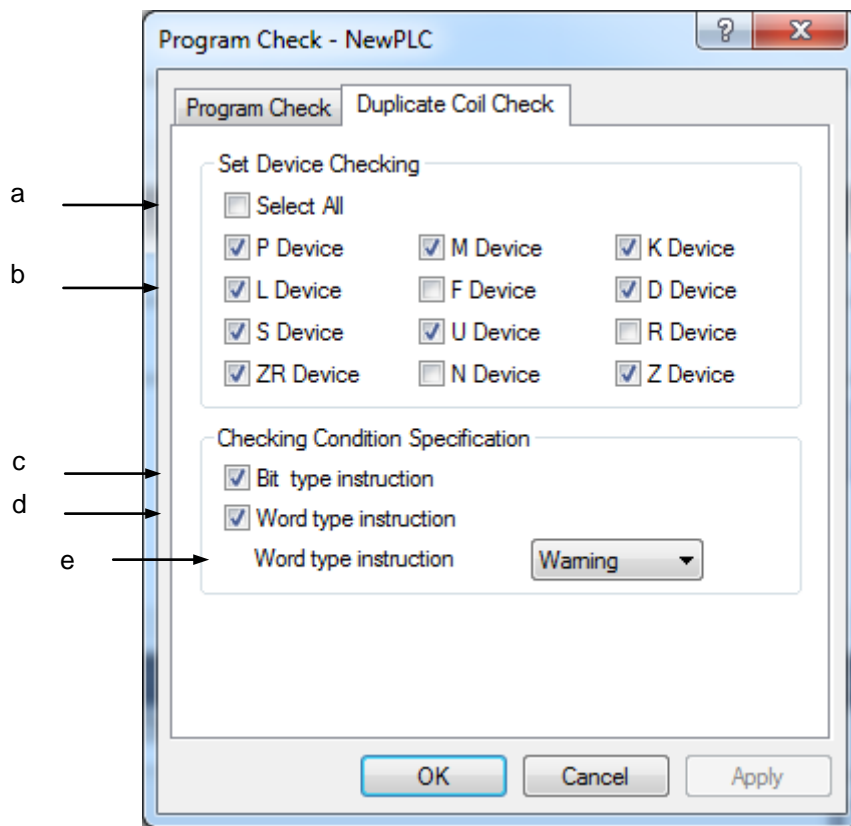 Program Check - NewPLC
?
Program Check Duplicate Coil Check
Set Device Checking
a Select All
P Device M Device K Device
b L Device F Device D Device
S Device U Device R Device
ZR Device N Device Z Device
Checking Condition Specification
c Bit type instruction
d Word type instruction
e Word type instruction Warning
OK Cancel Apply